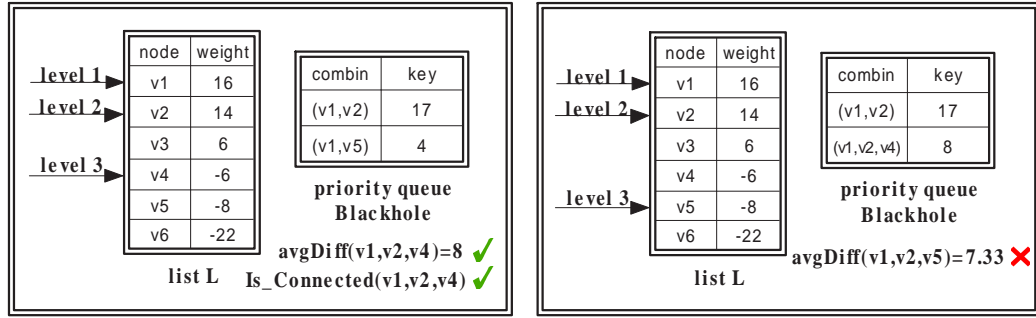 node weight
level 1 v1 16
level 2 v2 14
v3 6
level 3 v4 -6
v5 -8
v6 -22
list L
combin key
(v1,v2) 17
(v1,v5) 4
priority queue
Blackhole
avgDiff(v1,v2,v4)=8
Is_Connected(v1,v2,v4)
node weight
level 1 v1 16
level 2 v2 14
v3 6
v4 -6
level 3 v5 -8
v6 -22
list L
combin key
(v1,v2) 17
(v1,v2,v4) 8
priority queue
Blackhole
avgDiff(v1,v2,v5)=7.33